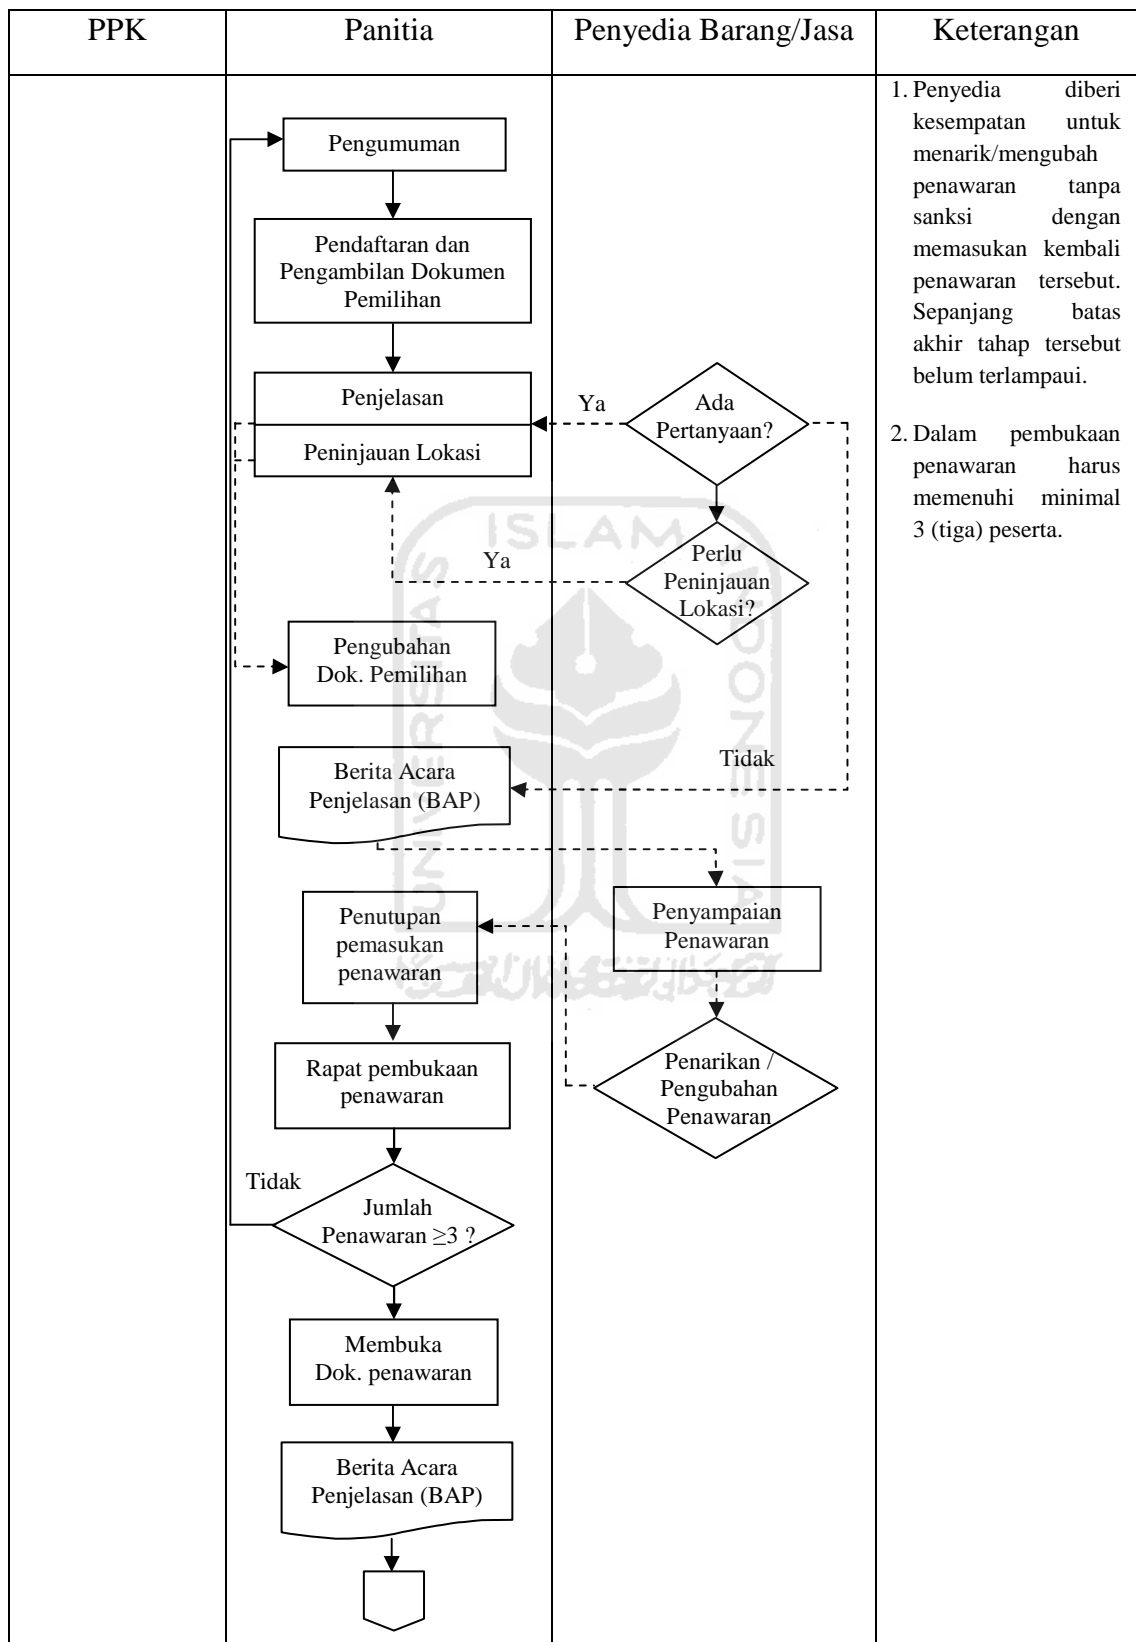 PPK
Panitia
Penyedia Barang/Jasa
Keterangan
Pengumuman
Pendaftaran dan
Pengambilan Dokumen
Pemilihan
Penjelasan
Peninjauan Lokasi
Ya
Ada
Pertanyaan?
Ya
Perlu
Peninjauan
Lokasi?
Pengubahan
Dok. Pemilihan
Tidak
Berita Acara
Penjelasan (BAP)
Penyampaian
Penawaran
Penutupan
pemasukan
penawaran
Penarikan /
Pengubahan
Penawaran
Rapat pembukaan
penawaran
Tidak
Jumlah
Penawaran ≥3 ?
Membuka
Dok. penawaran
Berita Acara
Penjelasan (BAP)
1. Penyedia diberi
kesempatan untuk
menarik/mengubah
penawaran tanpa
sanksi dengan
memasukan kembali
penawaran tersebut.
Sepanjang batas
akhir tahap tersebut
belum terlampaui.
2. Dalam pembukaan
penawaran harus
memenuhi minimal
3 (tiga) peserta.
UNIVERSITAS
ISLAM
INDONESIA